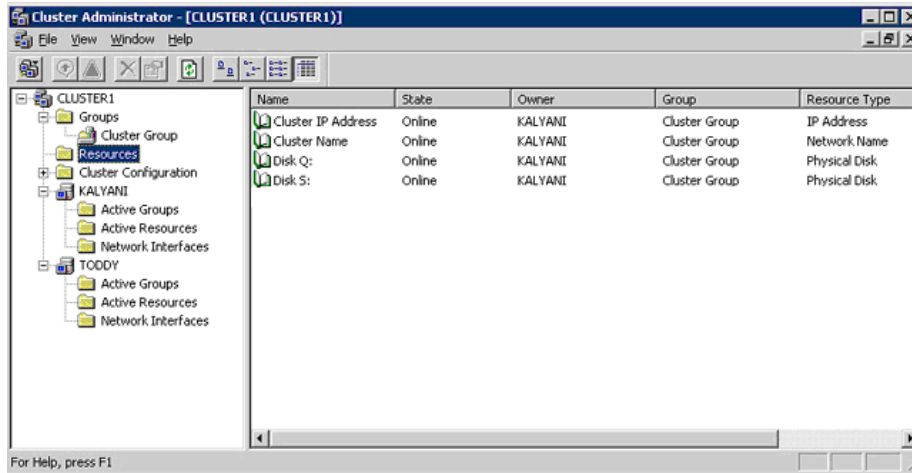 Cluster Administrator - [CLUSTER1 (CLUSTER1)]
File View Window Help
CLUSTER1
Groups
Cluster Group
Resources
Cluster Configuration
KALYANI
Active Groups
Active Resources
Network Interfaces
TODDY
Active Groups
Active Resources
Network Interfaces
Name State Owner Group Resource Type
Cluster IP Address Online KALYANI Cluster Group IP Address
Cluster Name Online KALYANI Cluster Group Network Name
Disk Q: Online KALYANI Cluster Group Physical Disk
Disk S: Online KALYANI Cluster Group Physical Disk
For Help, press F1